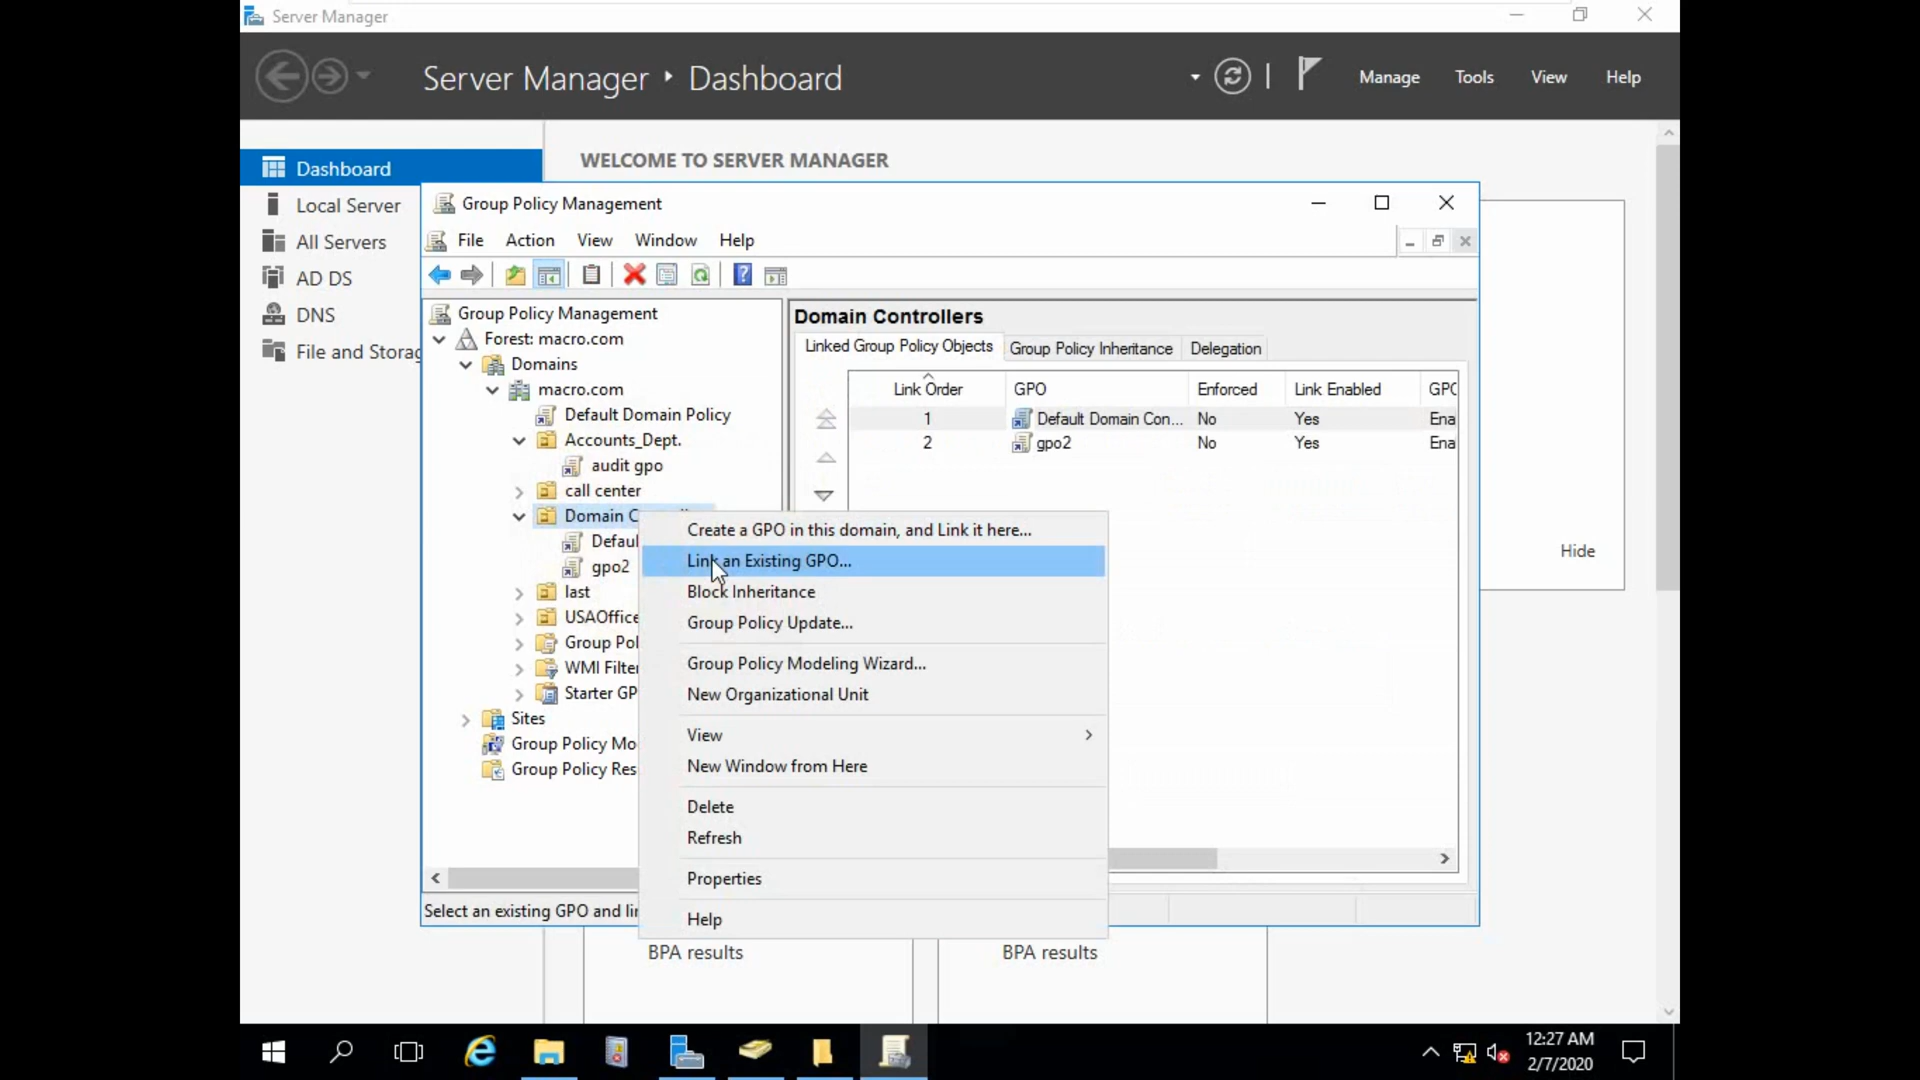 Server Manager
Server Manager Dashboard
Manage Tools View Help
Dashboard
Local Server
All Servers
AD DS
DNS
File and Storag
WELCOME TO SERVER MANAGER
Group Policy Management
File Action View Window Help
Group Policy Management
Forest: macro.com
Domains
macro.com
Default Domain Policy
Accounts_Dept.
audit gpo
call center
Domain C
Defaul
gpo2
last
USAOffice
Group Pol
WMI Filter
Starter GP
Sites
Group Policy Mo
Group Policy Res
Domain Controllers
Linked Group Policy Objects Group Policy Inheritance Delegation
Link Order GPO Enforced Link Enabled GPO
1 Default Domain Con... No Yes Ena
2 gpo2 No Yes Ena
Create a GPO in this domain, and Link it here...
Link an Existing GPO...
Block Inheritance
Group Policy Update...
Group Policy Modeling Wizard...
New Organizational Unit
View
New Window from Here
Delete
Refresh
Properties
Help
Select an existing GPO and lin
Hide
BPA results BPA results
12:27 AM
2/7/2020